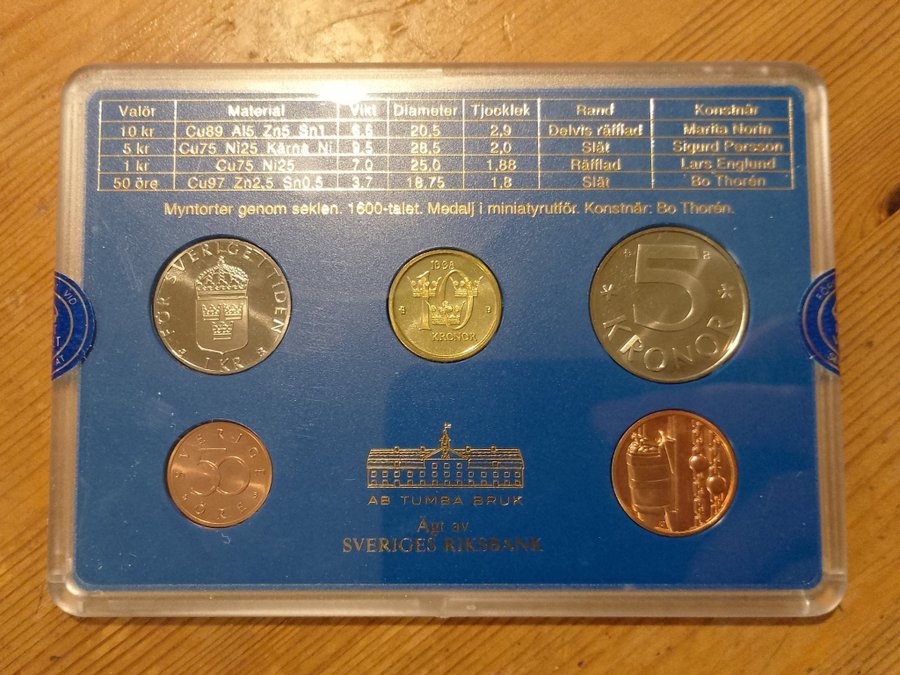 Valör Material Vikt Diameter Tjocklek Rand Konstnär
10 kr Cu89 Al5 Zn5 Sn1 6,6 20,5 2,9 Delvis räfflad Marita Norin
5 kr Cu75 Ni25 Kärna Ni 9,5 28,5 2,0 Slät Sigurd Persson
1 kr Cu75 Ni25 7,0 25,0 1,88 Räfflad Lars Englund
50 öre Cu97 Zn2,5 Sn0,5 3,7 18,75 1,8 Slät Bo Thorén
Myntorter genom seklen. 1600-talet. Medalj i miniatyrutför. Konstnär: Bo Thorén.
FÖR SVERIGE I TIDEN
1 KR
10
KRONOR
5
KRONOR
VID
SVERIGE
50
ÖRE
AB TUMBA BRUK
Ägt av
SVERIGES RIKSBANK